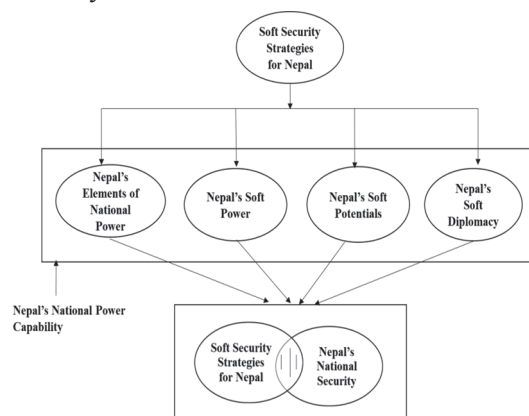 Soft Security
Strategies
for Nepal
Nepal's
Elements of
National
Power
Nepal's Soft
Power
Nepal's Soft
Potentials
Nepal's
Soft
Diplomacy
Nepal's National Power
Capability
Soft Security
Strategies
for Nepal
Nepal's
National
Security